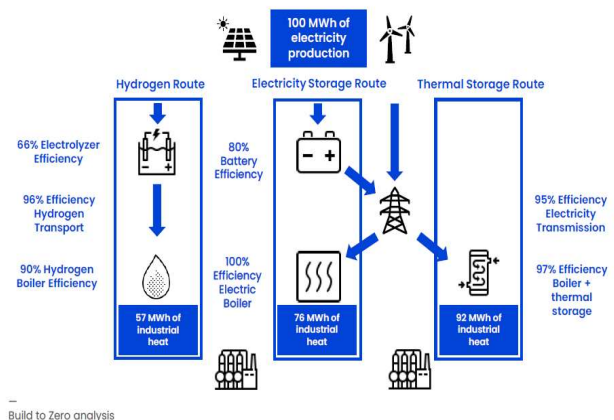 100 MWh of
electricity
production
Hydrogen Route
Electricity Storage Route
Thermal Storage Route
66% Electrolyzer
Efficiency
80%
Battery
Efficiency
96% Efficiency
Hydrogen
Transport
95% Efficiency
Electricity
Transmission
90% Hydrogen
Boiler Efficiency
100%
Efficiency
Electric
Boiler
97% Efficiency
Boiler +
thermal
storage
57 MWh of
industrial
heat
76 MWh of
industrial
heat
92 MWh of
industrial
heat
Build to Zero analysis